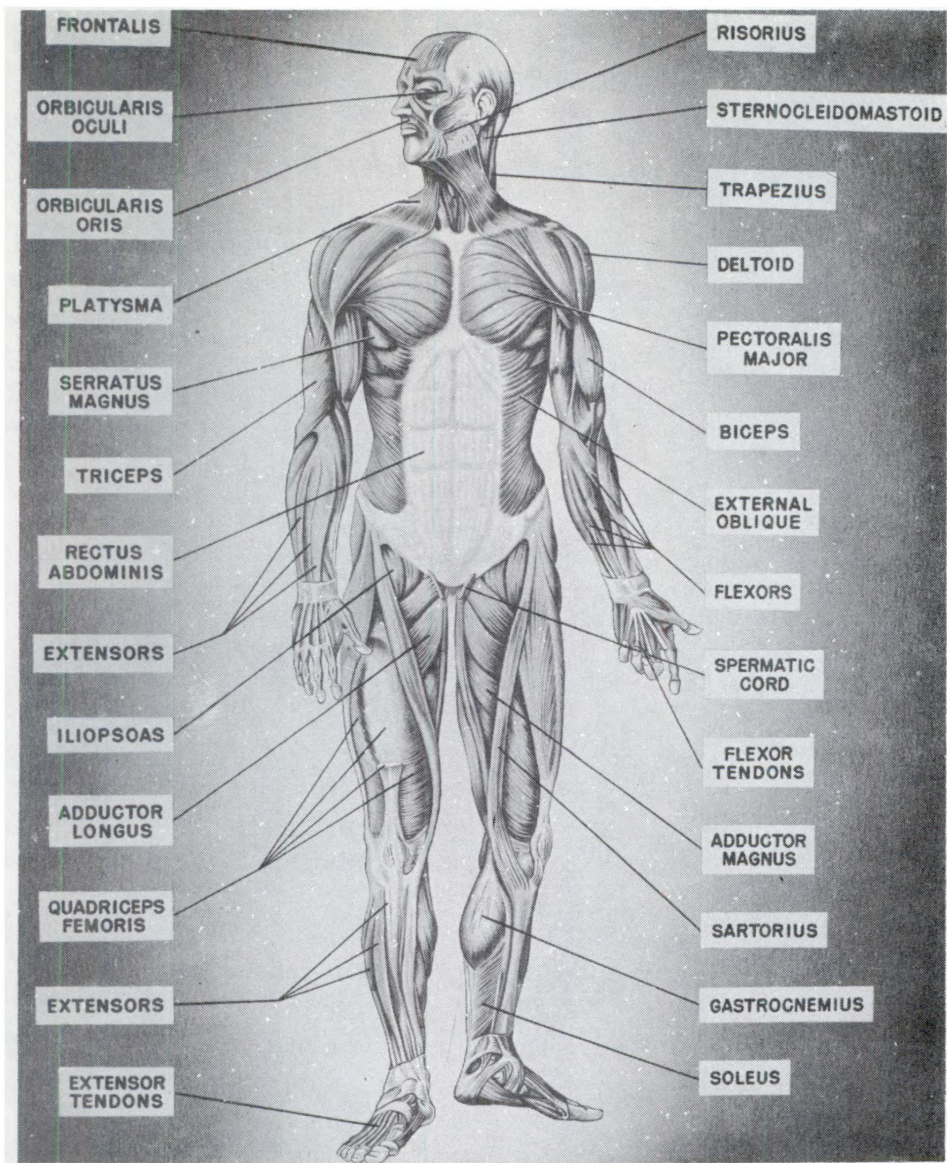 FRONTALIS
ORBICULARIS
OCULI
ORBICULARIS
ORIS
PLATYSMA
SERRATUS
MAGNUS
TRICEPS
RECTUS
ABDOMINIS
EXTENSORS
ILIOPSOAS
ADDUCTOR
LONGUS
QUADRICEPS
FEMORIS
EXTENSORS
EXTENSOR
TENDONS
RISORIUS
STERNOCLEIDOMASTOID
TRAPEZIUS
DELTOID
PECTORALIS
MAJOR
BICEPS
EXTERNAL
OBLIQUE
FLEXORS
SPERMATIC
CORD
FLEXOR
TENDONS
ADDUCTOR
MAGNUS
SARTORIUS
GASTROCNEMIUS
SOLEUS